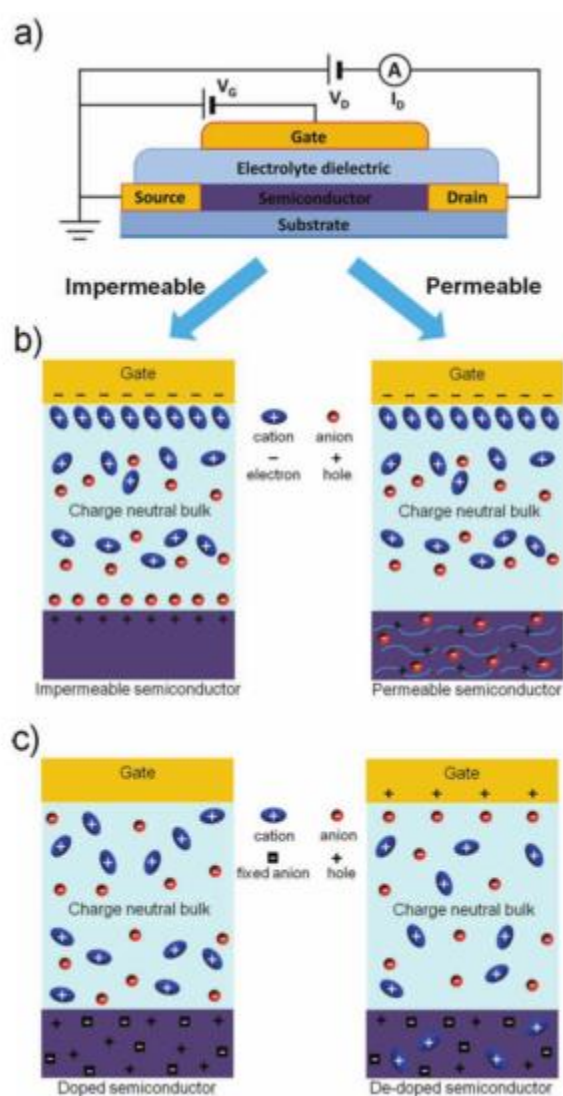 a)
V_G
V_D
A
I_D
Gate
Electrolyte dielectric
Source
Semiconductor
Drain
Substrate
Impermeable
Permeable
b)
Gate
Gate
cation
anion
electron
hole
Charge neutral bulk
Charge neutral bulk
Impermeable semiconductor
Permeable semiconductor
c)
Gate
Gate
cation
anion
fixed anion
hole
Charge neutral bulk
Charge neutral bulk
Doped semiconductor
De-doped semiconductor